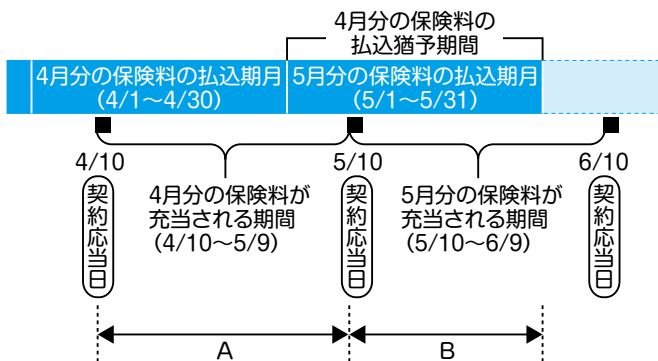 4月分の保険料の
払込猶予期間
4月分の保険料の払込期月
(4/1～4/30)
5月分の保険料の払込期月
(5/1～5/31)
4/10
5/10
6/10
契約応当日
4月分の保険料が
充当される期間
(4/10～5/9)
契約応当日
5月分の保険料が
充当される期間
(5/10～6/9)
契約応当日
A
B